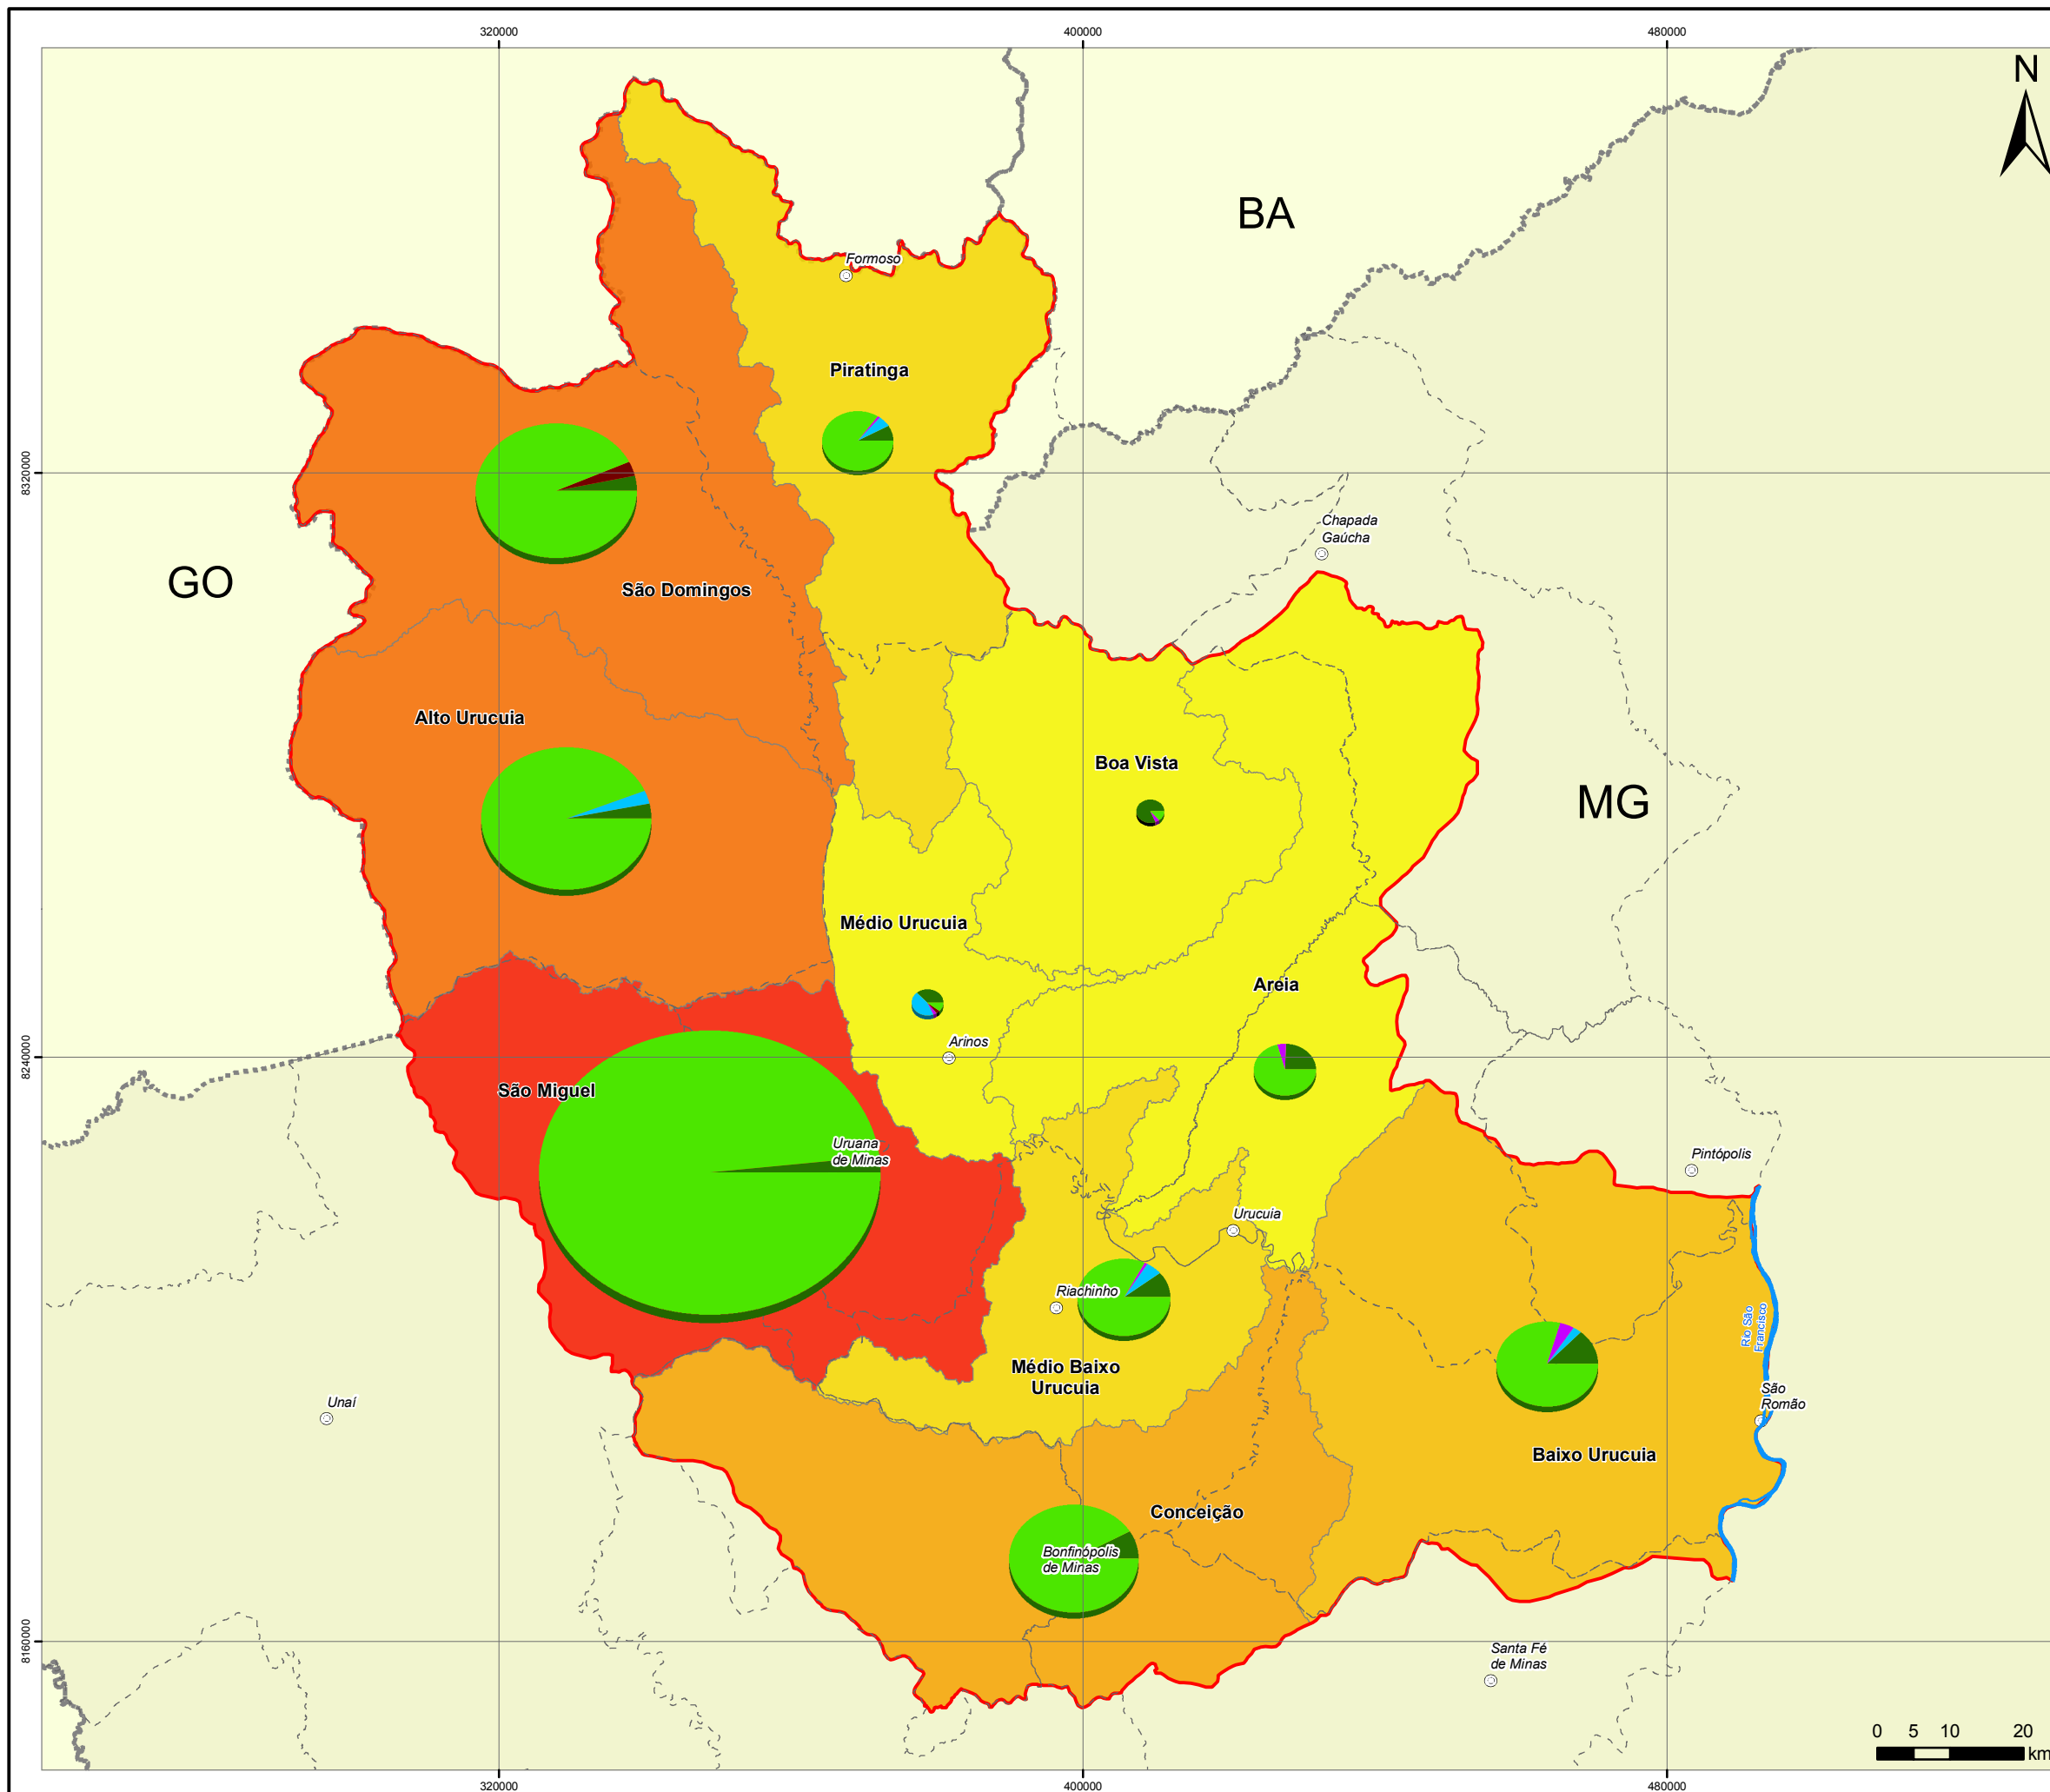 320000
400000
480000
N
BA
Formoso
Piratinga
8320000
Chapada
Gaúcha
GO
São Domingos
Alto Urucuia
Boa Vista
MG
Médio Urucuia
Areia
Arinos
8240000
São Miguel
Uruana
de Minas
Pintópolis
Urucuia
Riachinho
Rio São
Francisco
Médio Baixo
Urucuia
São
Romão
Unaí
Baixo Urucuia
Conceição
Bonfinópolis
de Minas
8160000
Santa Fé
de Minas
0 5 10 20
km
320000
400000
480000